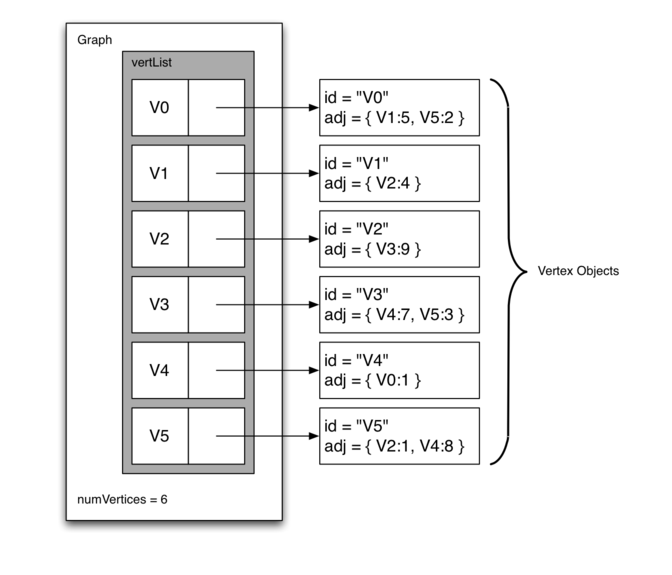 Graph
vertList
V0
id = "V0"
adj = { V1:5, V5:2 }
V1
id = "V1"
adj = { V2:4 }
V2
id = "V2"
adj = { V3:9 }
V3
id = "V3"
adj = { V4:7, V5:3 }
V4
id = "V4"
adj = { V0:1 }
V5
id = "V5"
adj = { V2:1, V4:8 }
Vertex Objects
numVertices = 6